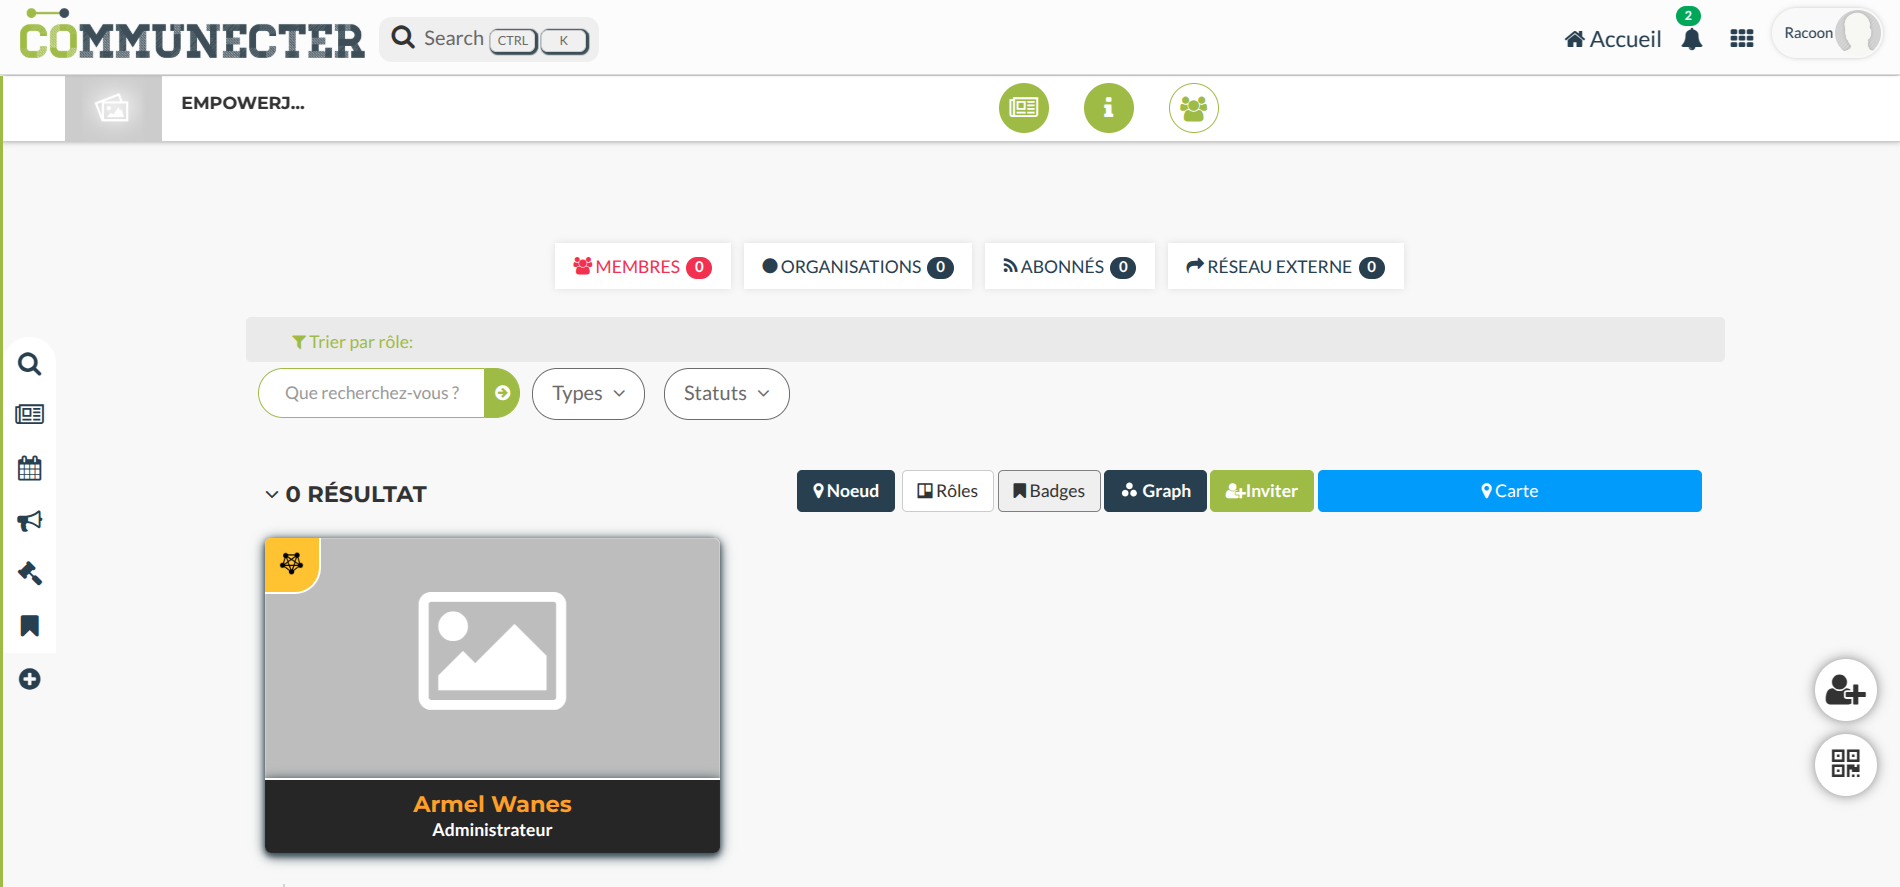 COMMUNECTER
Search CTRL K
Accueil
2
Racoon
EMPOWERJ...
MEMBRES 0
ORGANISATIONS 0
ABONNÉS 0
RÉSEAU EXTERNE 0
Trier par rôle:
Que recherchez-vous ?
Types
Statuts
0 RÉSULTAT
Noeud
Rôles
Badges
Graph
Inviter
Carte
Armel Wanes
Administrateur